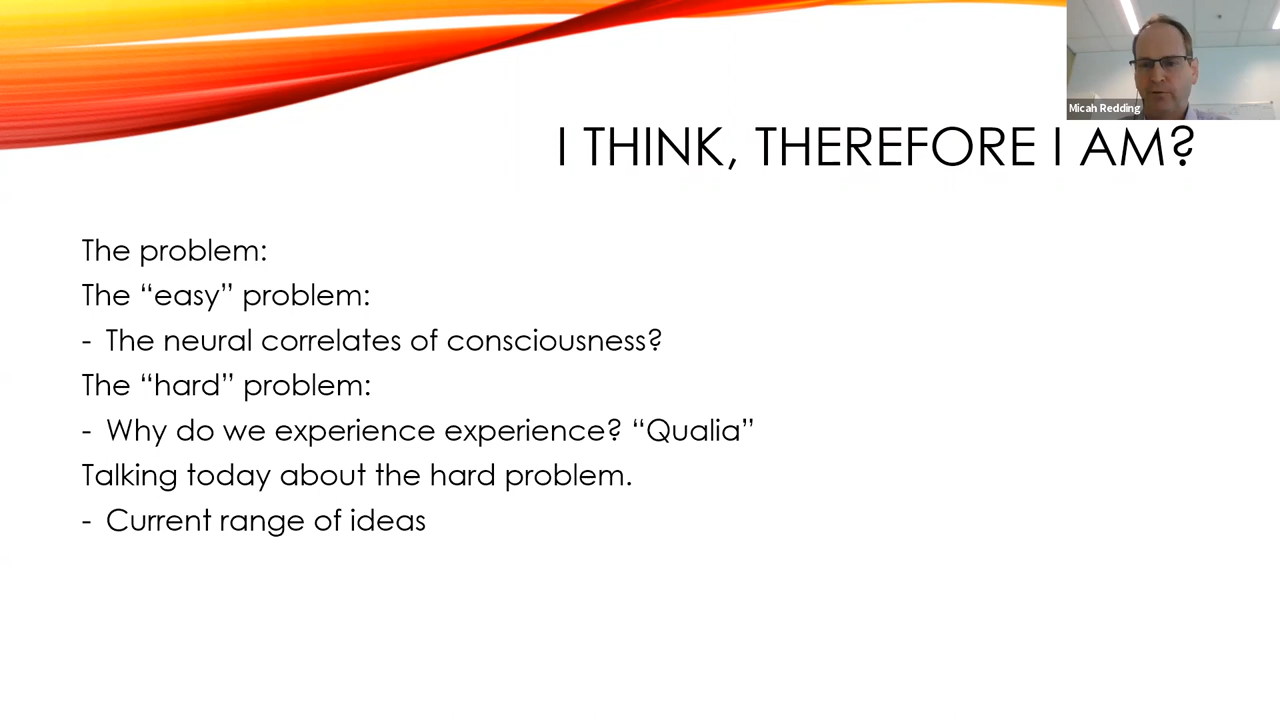 Micah Redding
I THINK, THEREFORE I AM?
The problem:
The “easy” problem:
- The neural correlates of consciousness?
The “hard” problem:
- Why do we experience experience? “Qualia”
Talking today about the hard problem.
- Current range of ideas